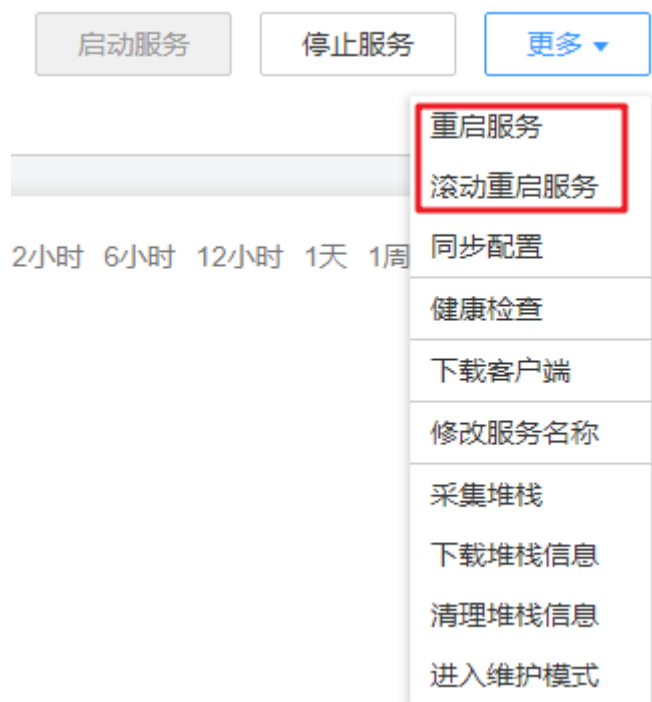 启动服务 停止服务 更多
重启服务
滚动重启服务
2小时 6小时 12小时 1天 1周
同步配置
健康检查
下载客户端
修改服务名称
采集堆栈
下载堆栈信息
清理堆栈信息
进入维护模式